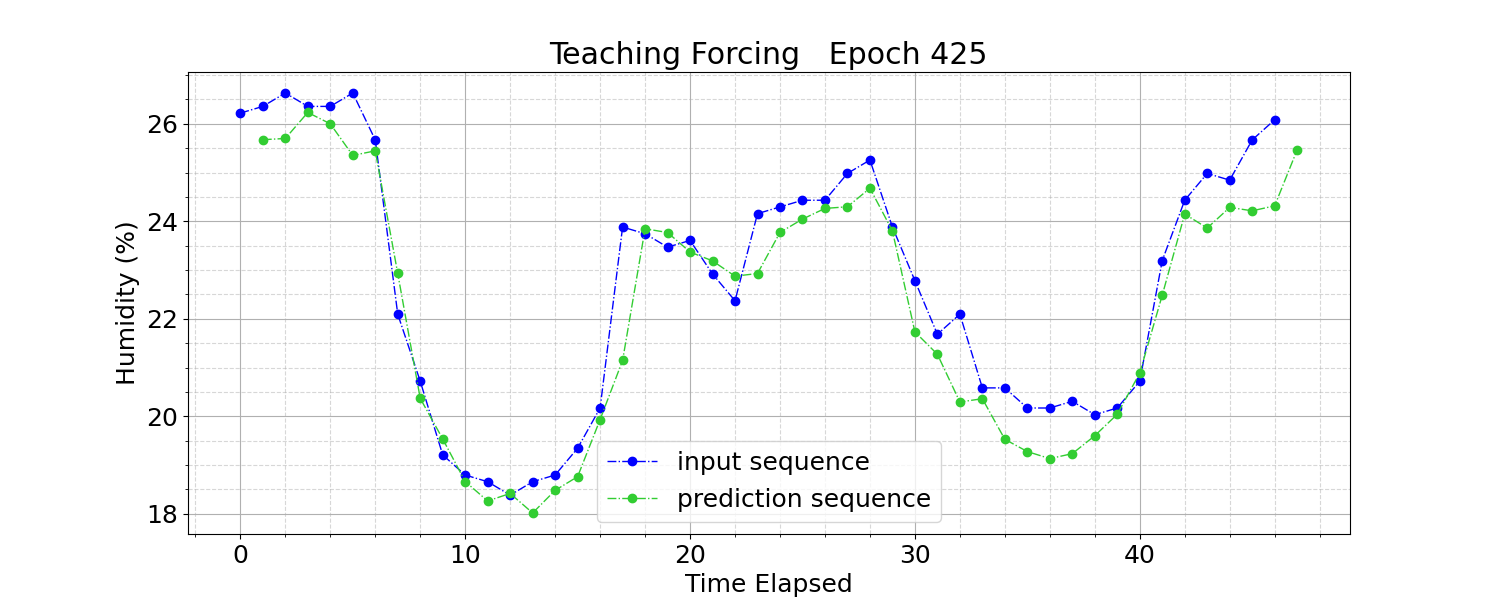 Teaching Forcing   Epoch 425
Humidity (%)
26
24
22
20
18
input sequence
prediction sequence
0 10 20 30 40
Time Elapsed